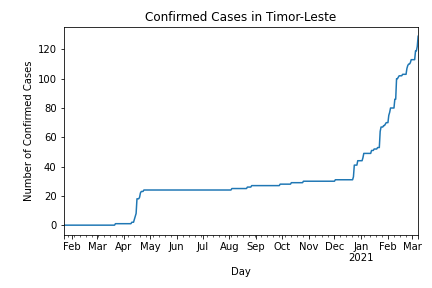 Confirmed Cases in Timor-Leste
120
100
80
60
40
20
0
Number of Confirmed Cases
Feb Mar Apr May Jun Jul Aug Sep Oct Nov Dec Jan Feb Mar
2021
Day